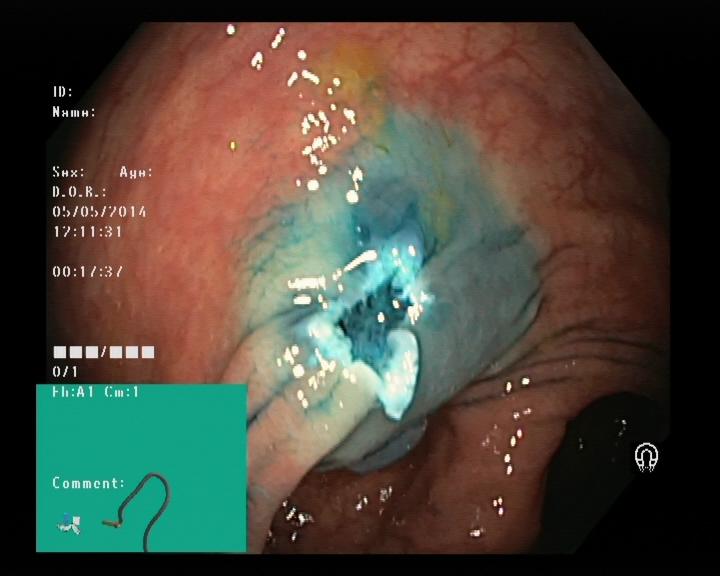 ID:
Name:
Sex: Age:
D.O.B.:
05/05/2014
12:11:31
00:17:37
■■■/■■■
0/1
Eh:A1 Cm:1
Comment: